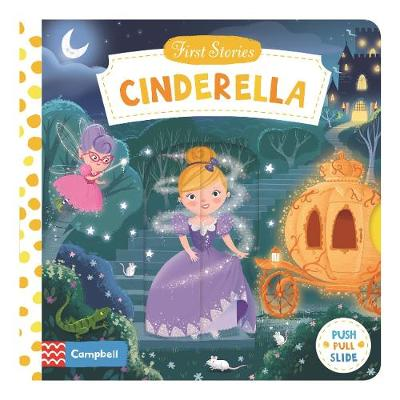 First Stories
CINDERELLA
PUSH
PULL
SLIDE
Campbell